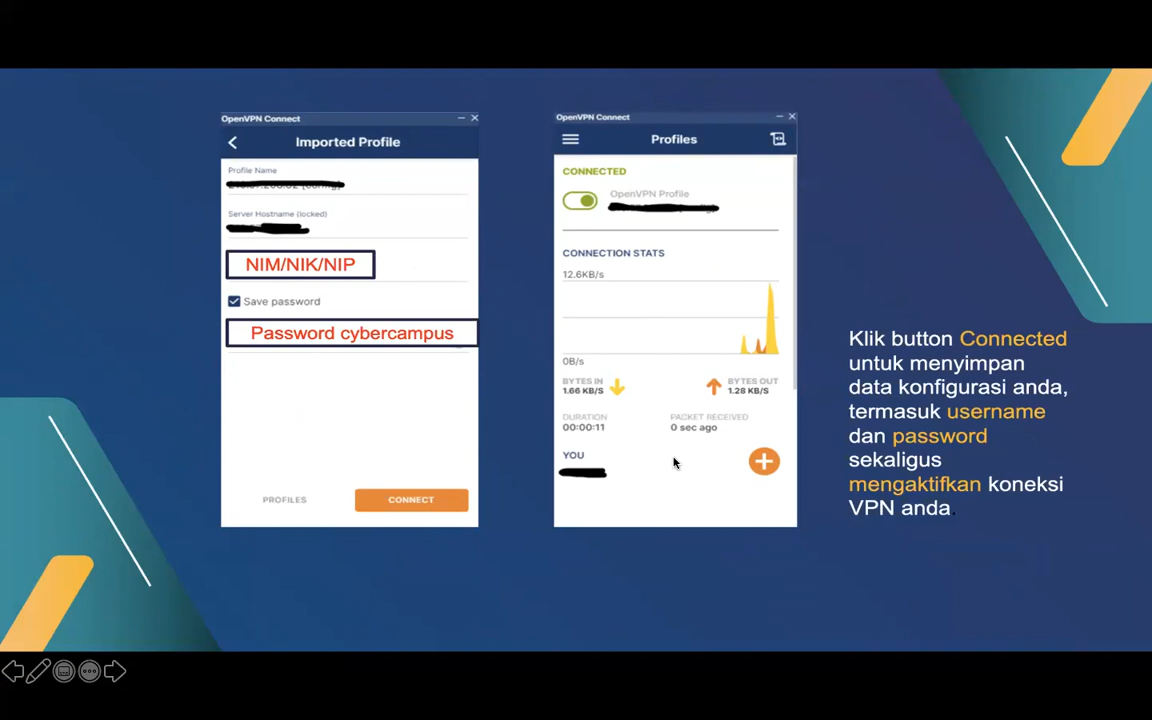 OpenVPN Connect
Imported Profile
Profile Name
Server Hostname (locked)
NIM/NIK/NIP
Save password
Password cybercampus
PROFILES
CONNECT
OpenVPN Connect
Profiles
CONNECTED
OpenVPN Profile
CONNECTION STATS
12.6KB/s
0B/s
BYTES IN
1.66 KB/S
BYTES OUT
1.28 KB/S
DURATION
00:00:11
PACKET RECEIVED
0 sec ago
YOU
Klik button Connected
untuk menyimpan
data konfigurasi anda,
termasuk username
dan password
sekaligus
mengaktifkan koneksi
VPN anda.